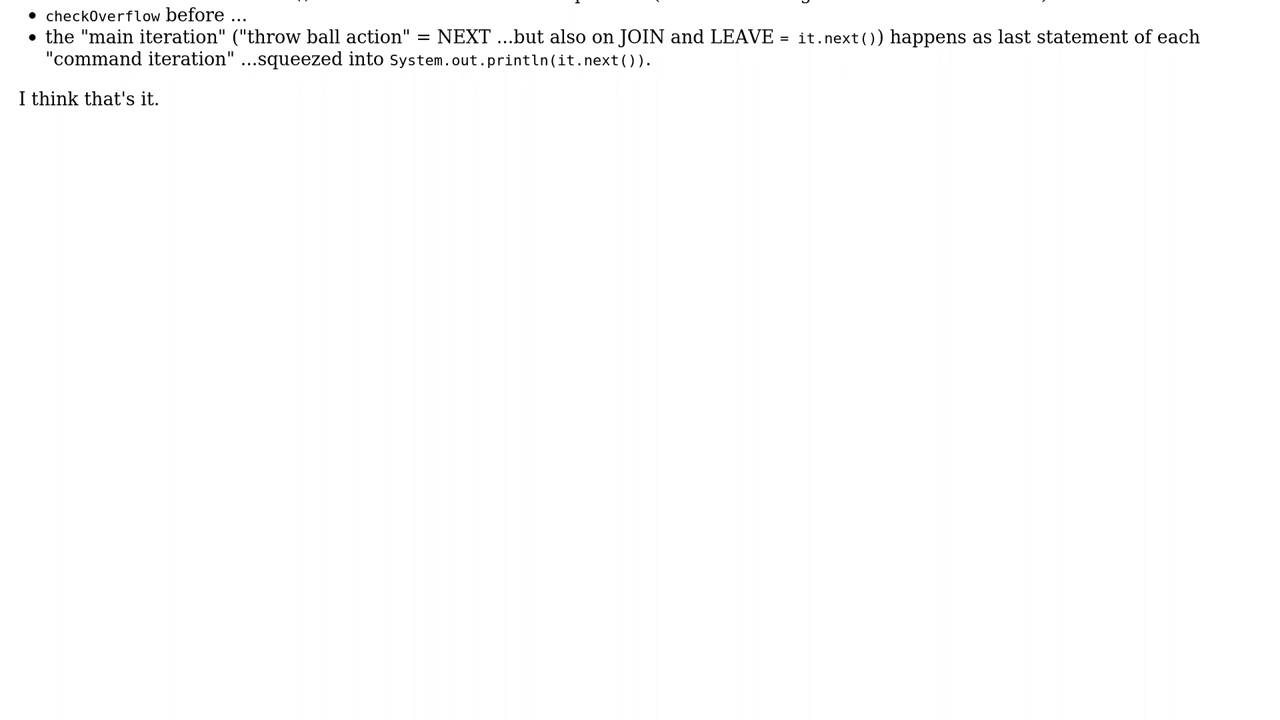 checkOverflow before ...
the "main iteration" ("throw ball action" = NEXT ...but also on JOIN and LEAVE = it.next()) happens as last statement of each
"command iteration" ...squeezed into System.out.println(it.next()).
I think that's it.